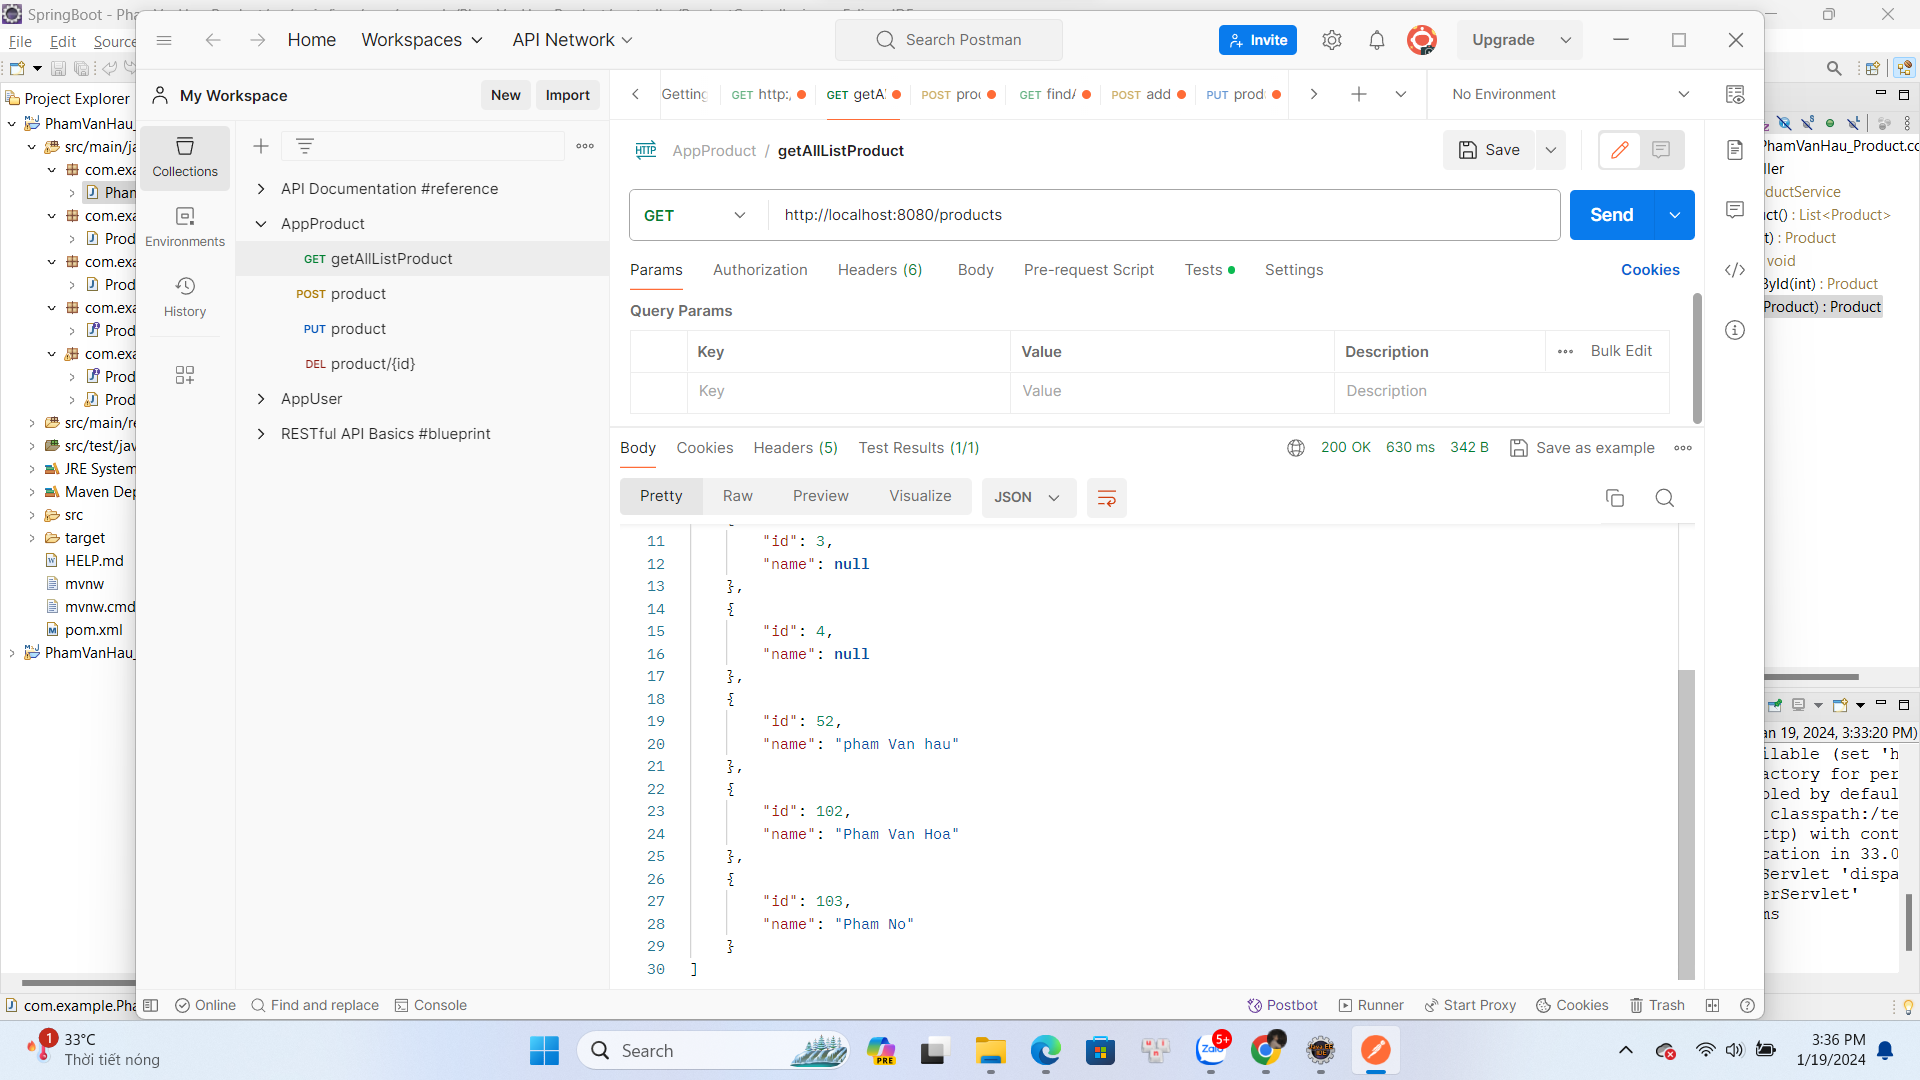 SpringBoot - Pha
File Edit Source
Home Workspaces API Network
Search Postman
Invite
Upgrade
Project Explorer
PhamVanHau_
src/main/ja
com.exa
Pham
com.exa
Prod
com.exa
Prod
com.exa
Prod
com.exa
Prod
Prod
src/main/re
src/test/jav
JRE System
Maven Dep
src
target
HELP.md
mvnw
mvnw.cmd
pom.xml
PhamVanHau_
com.example.Pha
My Workspace
New Import
Collections
Environments
History
API Documentation #reference
AppProduct
GET getAllListProduct
POST product
PUT product
DEL product/{id}
AppUser
RESTful API Basics #blueprint
Getting GET http:/ GET getA POST pro GET find POST add PUT prod
No Environment
HTTP AppProduct / getAllListProduct
Save
GET http://localhost:8080/products
Send
Params Authorization Headers (6) Body Pre-request Script Tests Settings Cookies
Query Params
Key Value Description Bulk Edit
Key Value Description
Body Cookies Headers (5) Test Results (1/1)
200 OK 630 ms 342 B Save as example
Pretty Raw Preview Visualize JSON
11 "id": 3,
12 "name": null
13 },
14 {
15 "id": 4,
16 "name": null
17 },
18 {
19 "id": 52,
20 "name": "pham Van hau"
21 },
22 {
23 "id": 102,
24 "name": "Pham Van Hoa"
25 },
26 {
27 "id": 103,
28 "name": "Pham No"
29 }
30 ]
PhamVanHau_Product.co
ller
ductService
uct() : List<Product>
t) : Product
void
ById(int) : Product
Product) : Product
an 19, 2024, 3:33:20 PM)
ilable (set 'h
actory for per
bled by defaul
classpath:/te
ttp) with cont
cation in 33.0
Servlet 'dispa
erServlet'
ms
Online Find and replace Console
Postbot Runner Start Proxy Cookies Trash
1
33°C
Thời tiết nóng
Search
PRE
Zalo
5+
3:36 PM
1/19/2024